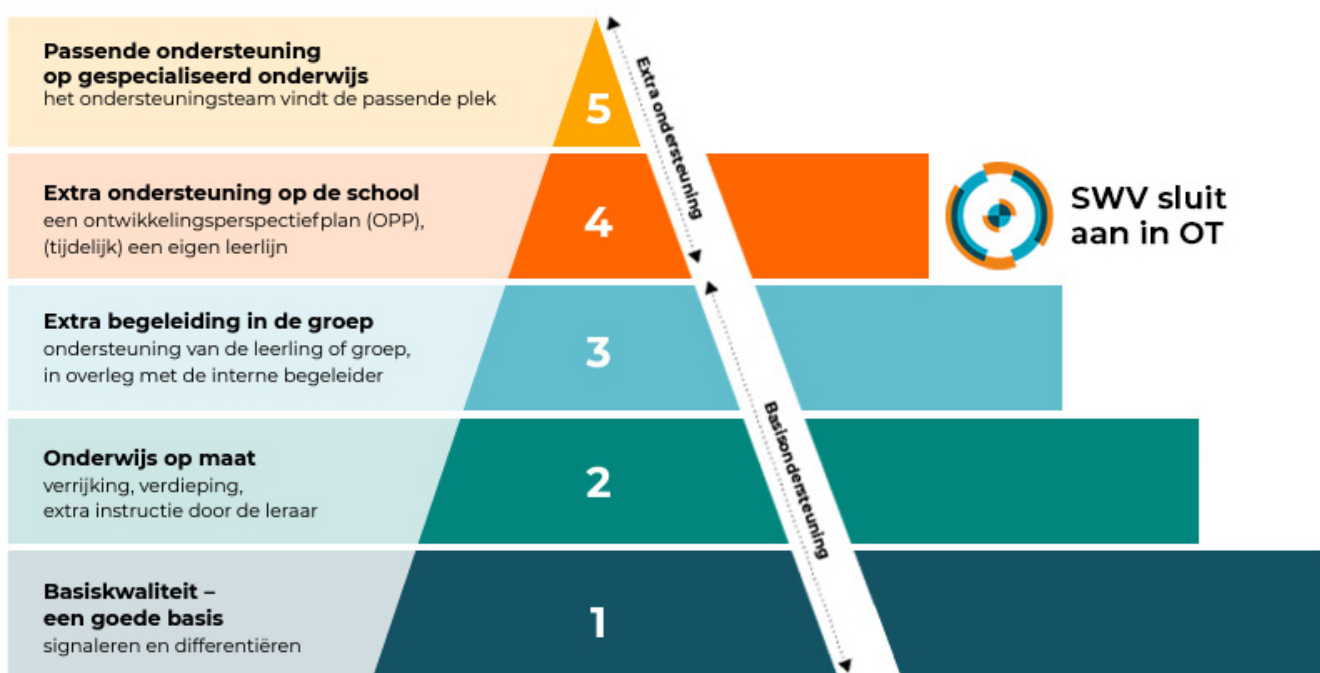 Passende ondersteuning
op gespecialiseerd onderwijs
het ondersteuningsteam vindt de passende plek
5
Extra ondersteuning
Extra ondersteuning op de school
een ontwikkelingsperspectiefplan (OPP),
(tijdelijk) een eigen leerlijn
4
SWV sluit
aan in OT
Extra begeleiding in de groep
ondersteuning van de leerling of groep,
in overleg met de interne begeleider
3
Basisondersteuning
Onderwijs op maat
verrijking, verdieping,
extra instructie door de leraar
2
Basiskwaliteit –
een goede basis
signaleren en differentiëren
1